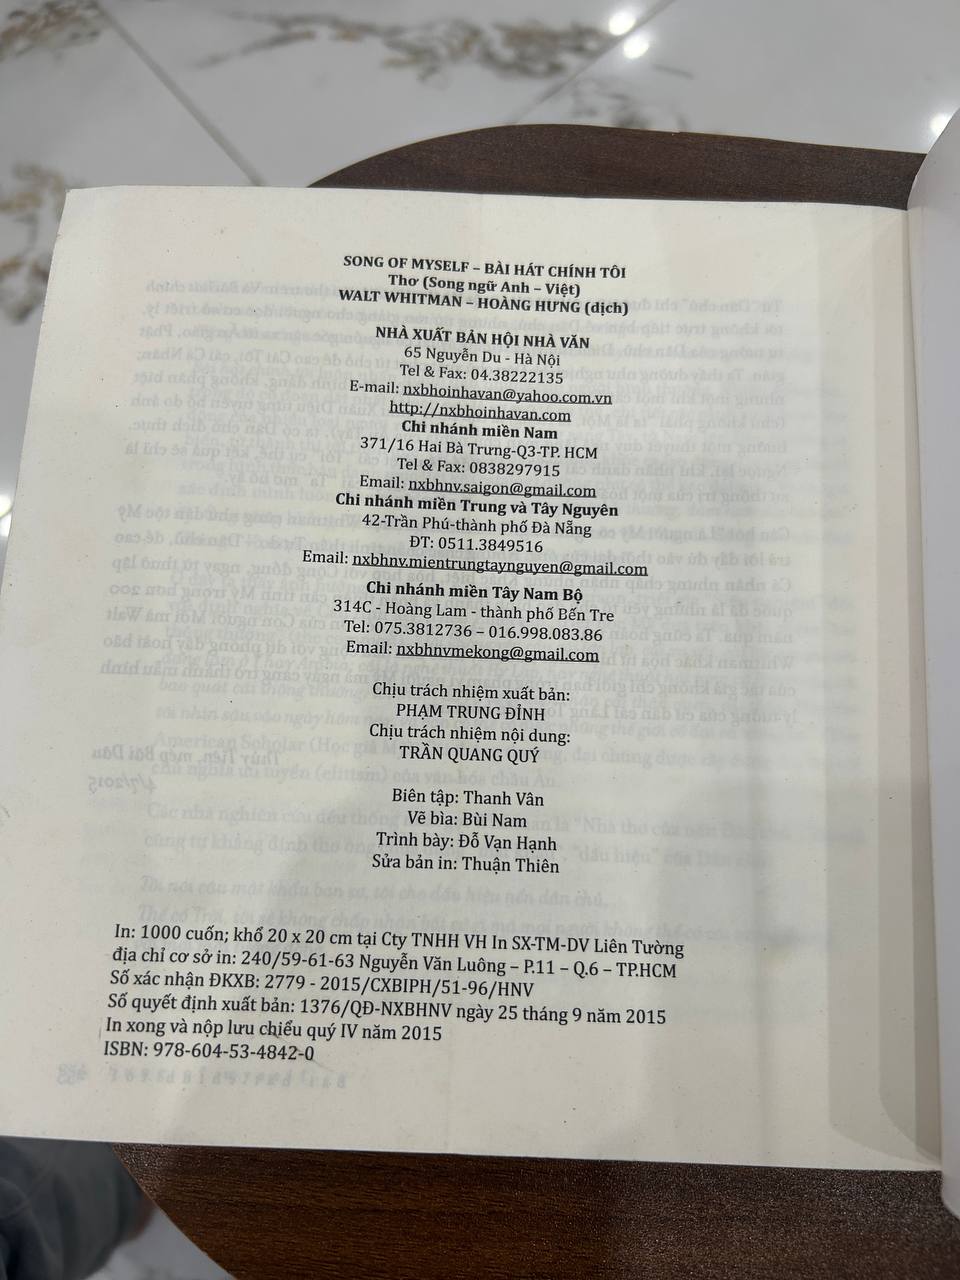 SONG OF MYSELF – BÀI HÁT CHÍNH TÔI
Thơ (Song ngữ Anh – Việt)
WALT WHITMAN – HOÀNG HƯNG (dịch)
NHÀ XUẤT BẢN HỘI NHÀ VĂN
65 Nguyễn Du - Hà Nội
Tel & Fax: 04.38222135
E-mail: nxbhoinhavan@yahoo.com.vn
http://nxbhoinhavan.com
Chi nhánh miền Nam
371/16 Hai Bà Trưng-Q3-TP. HCM
Tel & Fax: 0838297915
Email: nxbhnv.saigon@gmail.com
Chi nhánh miền Trung và Tây Nguyên
42-Trần Phú-thành phố Đà Nẵng
ĐT: 0511.3849516
Email: nxbhnv.mientrungtaynguyen@gmail.com
Chi nhánh miền Tây Nam Bộ
314C - Hoàng Lam - thành phố Bến Tre
Tel: 075.3812736 – 016.998.083.86
Email: nxbhnvmekong@gmail.com
Chịu trách nhiệm xuất bản:
PHẠM TRUNG ĐỈNH
Chịu trách nhiệm nội dung:
TRẦN QUANG QUÝ
Biên tập: Thanh Vân
Vẽ bìa: Bùi Nam
Trình bày: Đỗ Vạn Hạnh
Sửa bản in: Thuận Thiên
In: 1000 cuốn; khổ 20 x 20 cm tại Cty TNHH VH In SX-TM-DV Liên Tường
địa chỉ cơ sở in: 240/59-61-63 Nguyễn Văn Luông – P.11 – Q.6 – TP.HCM
Số xác nhận ĐKXB: 2779 - 2015/CXBIPH/51-96/HNV
Số quyết định xuất bản: 1376/QĐ-NXBHNV ngày 25 tháng 9 năm 2015
In xong và nộp lưu chiểu quý IV năm 2015
ISBN: 978-604-53-4842-0